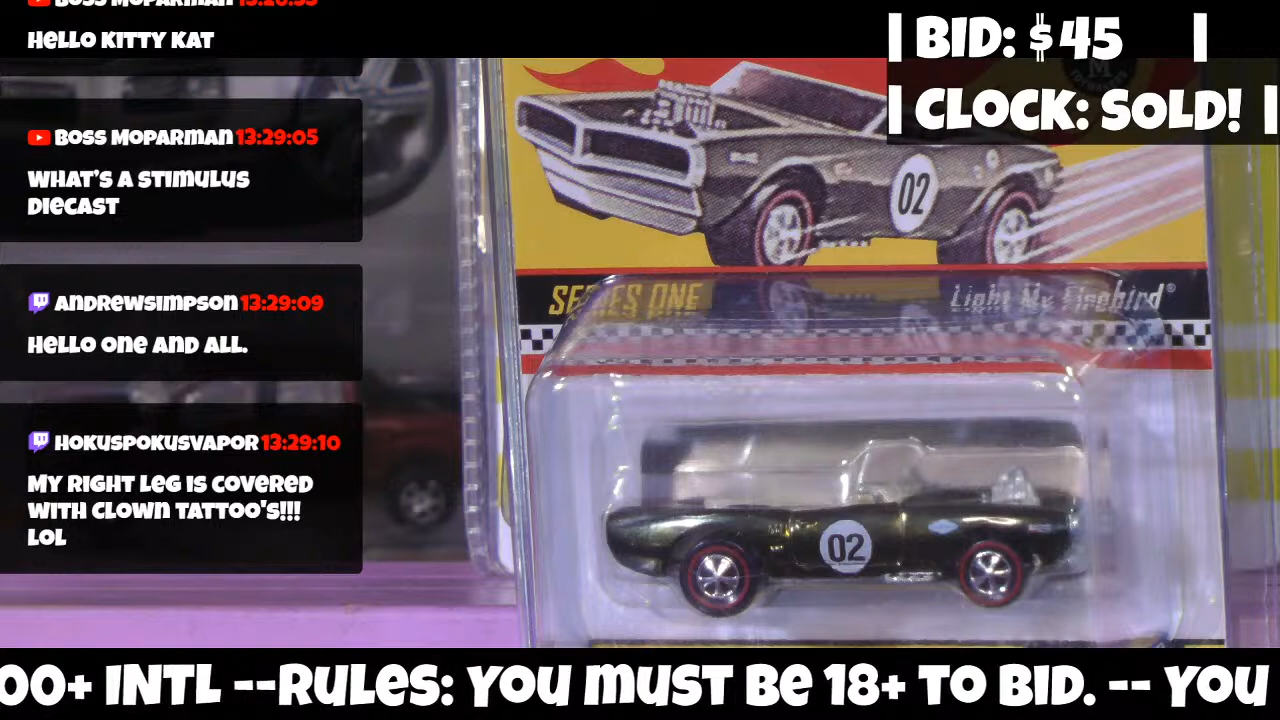 Boss Moparman
Hello Kitty Kat
Boss Moparman 13:29:05
What's a stimulus
diecast
andrewsimpson 13:29:09
Hello one and all.
hokuspokusvapor 13:29:10
My right leg is covered
with clown tattoo's!!!
lol
| BID: $45 |
| CLOCK: SOLD! |
02
SERIES ONE
Light My Firebird®
02
00+ INTL --RULES: YOU MUST BE 18+ TO BID. -- YOU